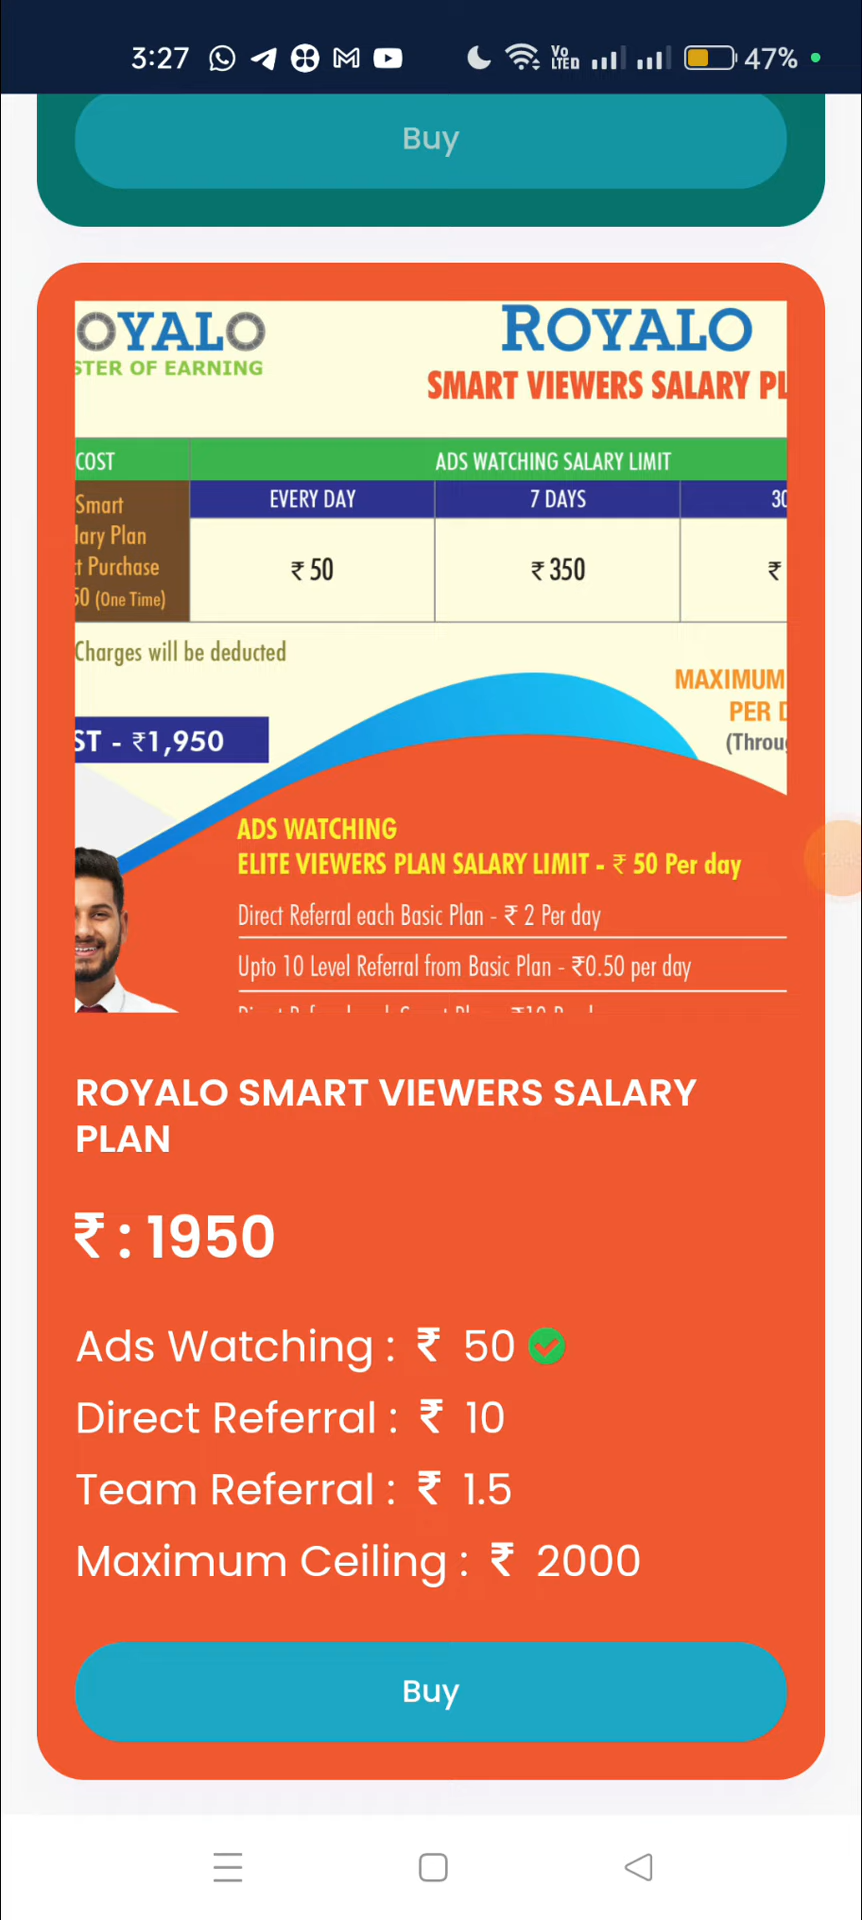 3:27 Vo LTED 47%
Buy
OYALO
STER OF EARNING
ROYALO
SMART VIEWERS SALARY PL
COST
ADS WATCHING SALARY LIMIT
EVERY DAY 7 DAYS 30
Smart
lary Plan
t Purchase
50 (One Time)
₹ 50 ₹ 350 ₹
Charges will be deducted
MAXIMUM
PER D
(Throu
ST - ₹1,950
ADS WATCHING
ELITE VIEWERS PLAN SALARY LIMIT - ₹ 50 Per day
Direct Referral each Basic Plan - ₹ 2 Per day
Upto 10 Level Referral from Basic Plan - ₹0.50 per day
ROYALO SMART VIEWERS SALARY
PLAN
₹ : 1950
Ads Watching : ₹ 50
Direct Referral : ₹ 10
Team Referral : ₹ 1.5
Maximum Ceiling : ₹ 2000
Buy